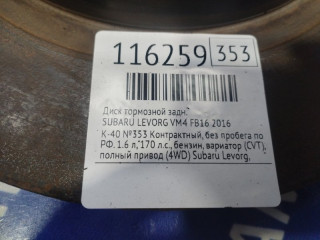 116259 353
Диск тормозной задн.
SUBARU LEVORG VM4 FB16 2016
К-40 №353 Контрактный, без пробега по
РФ. 1.6 л, 170 л.с., бензин, вариатор (CVT),
полный привод (4WD) Subaru Levorg,